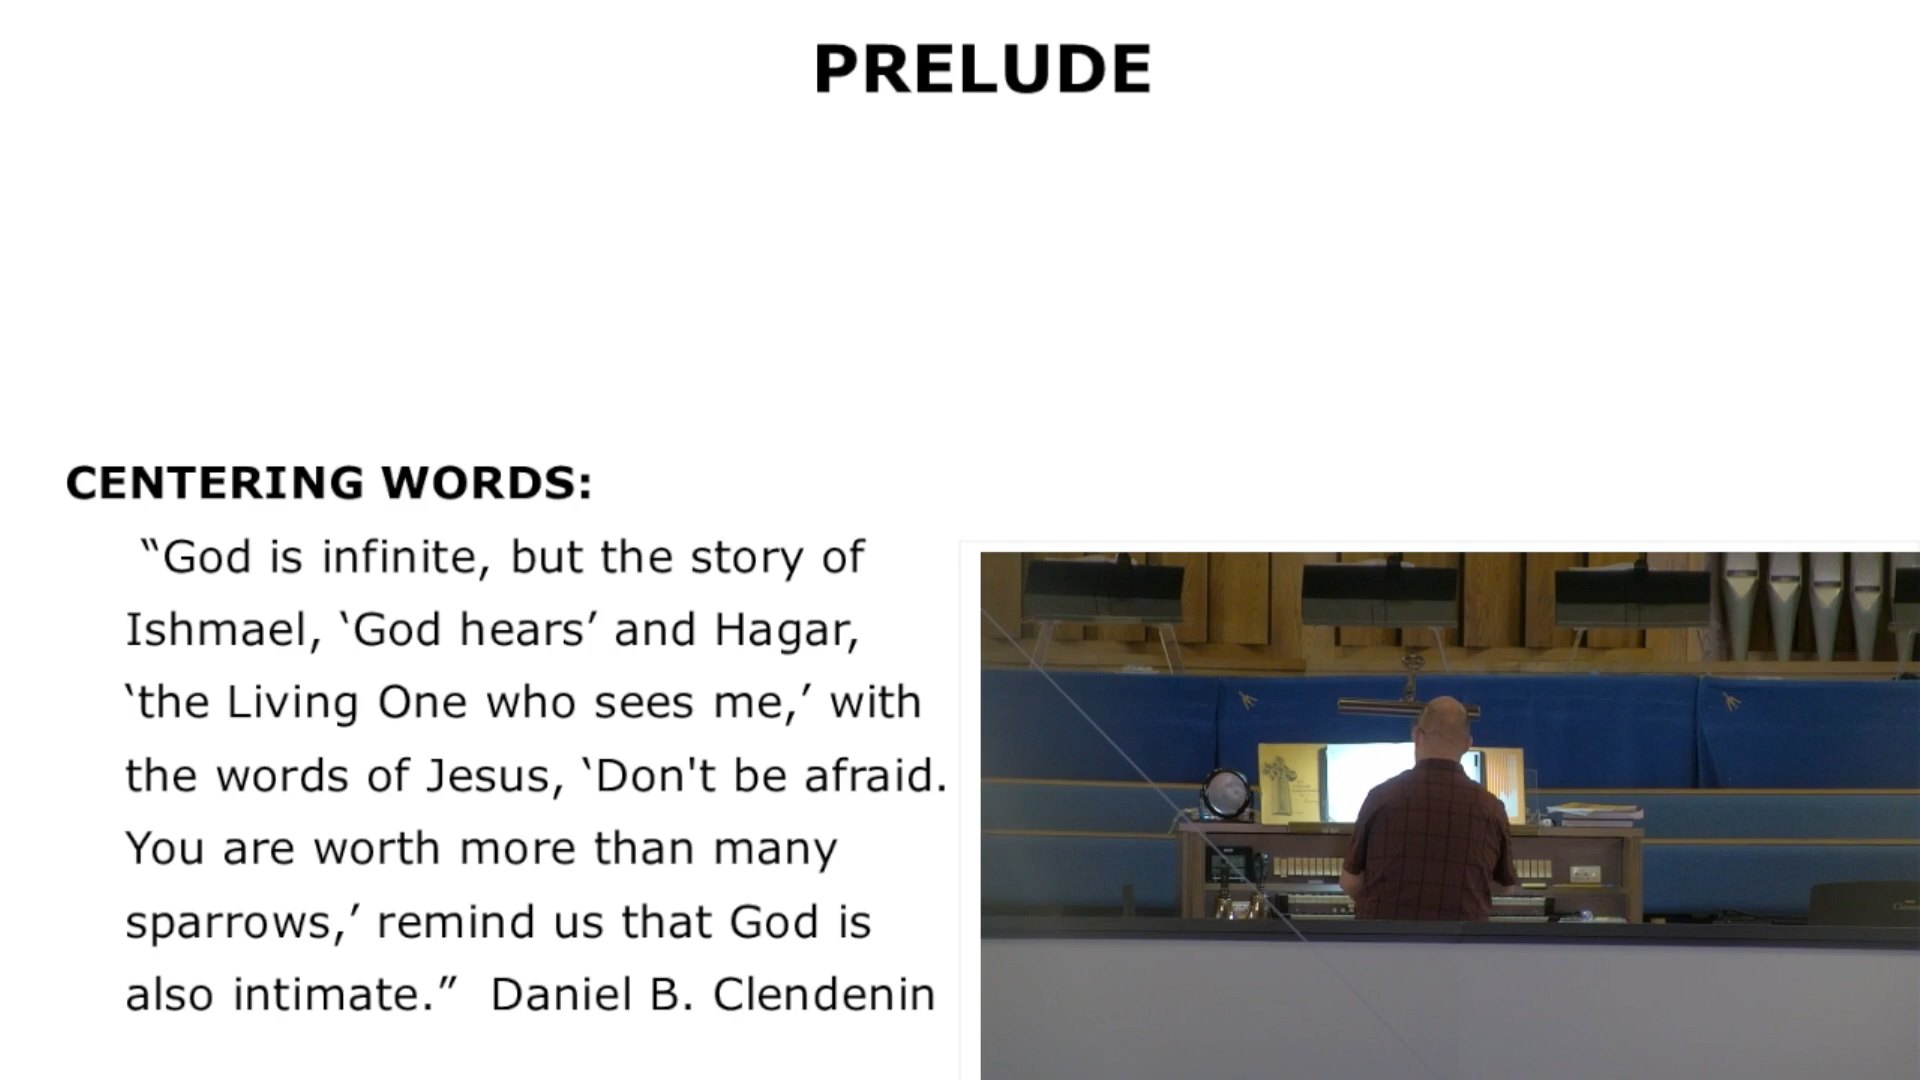 PRELUDE
CENTERING WORDS:
“God is infinite, but the story of
Ishmael, ‘God hears’ and Hagar,
‘the Living One who sees me,’ with
the words of Jesus, ‘Don't be afraid.
You are worth more than many
sparrows,’ remind us that God is
also intimate.”  Daniel B. Clendenin